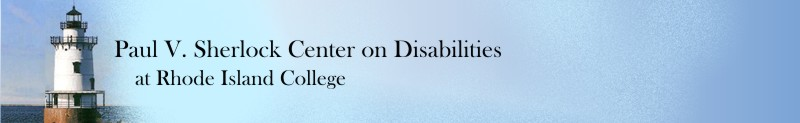 Paul V. Sherlock Center on Disabilities
at Rhode Island College